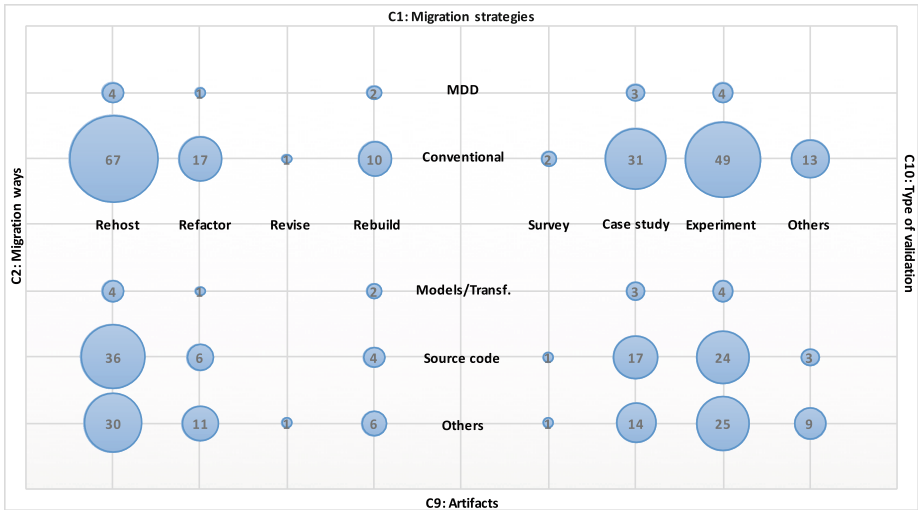 C1: Migration strategies
4 1 2 MDD 3 4
67 17 1 10 Conventional 2 31 49 13
C2: Migration ways
C10: Type of validation
Rehost Refactor Revise Rebuild Survey Case study Experiment Others
4 1 2 Models/Transf. 3 4
36 6 4 Source code 1 17 24 3
30 11 1 6 Others 1 14 25 9
C9: Artifacts